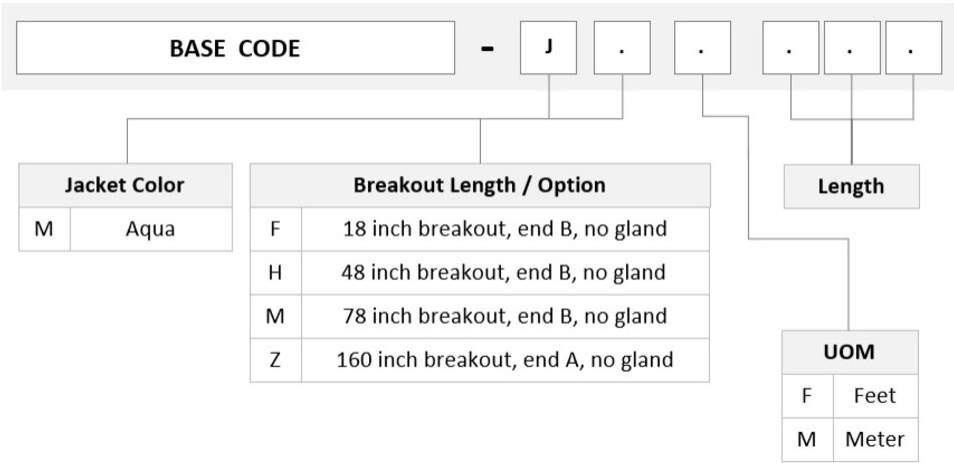 BASE CODE - J . . . . .
Jacket Color
M Aqua
Breakout Length / Option
F 18 inch breakout, end B, no gland
H 48 inch breakout, end B, no gland
M 78 inch breakout, end B, no gland
Z 160 inch breakout, end A, no gland
Length
UOM
F Feet
M Meter